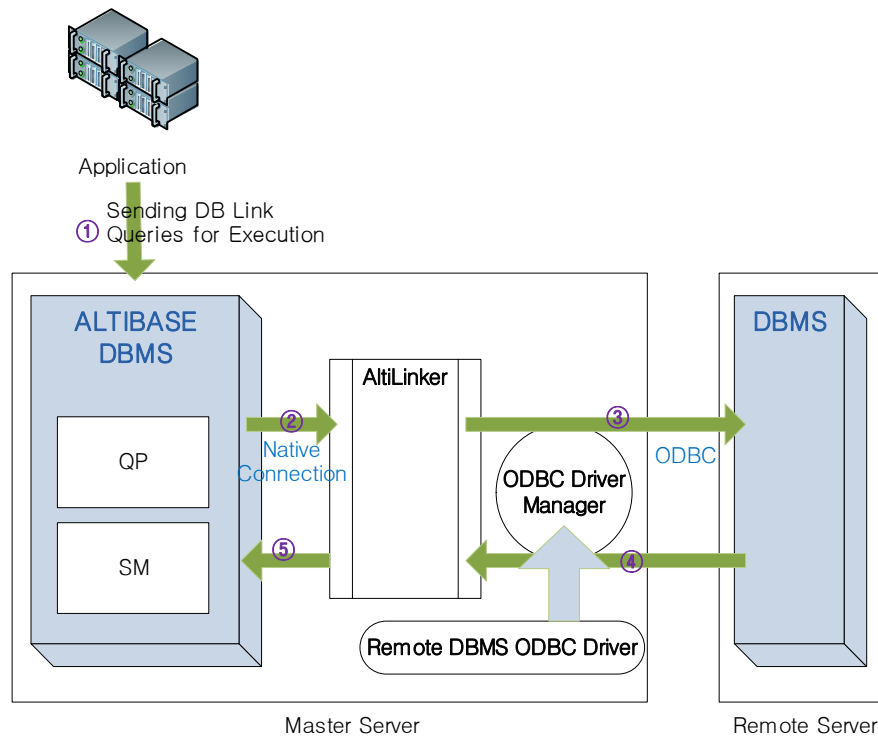 Application
Sending DB Link
① Queries for Execution
ALTIBASE
DBMS
QP
SM
②
Native
Connection
⑤
AltiLinker
③
ODBC
ODBC Driver
Manager
④
Remote DBMS ODBC Driver
DBMS
Master Server
Remote Server